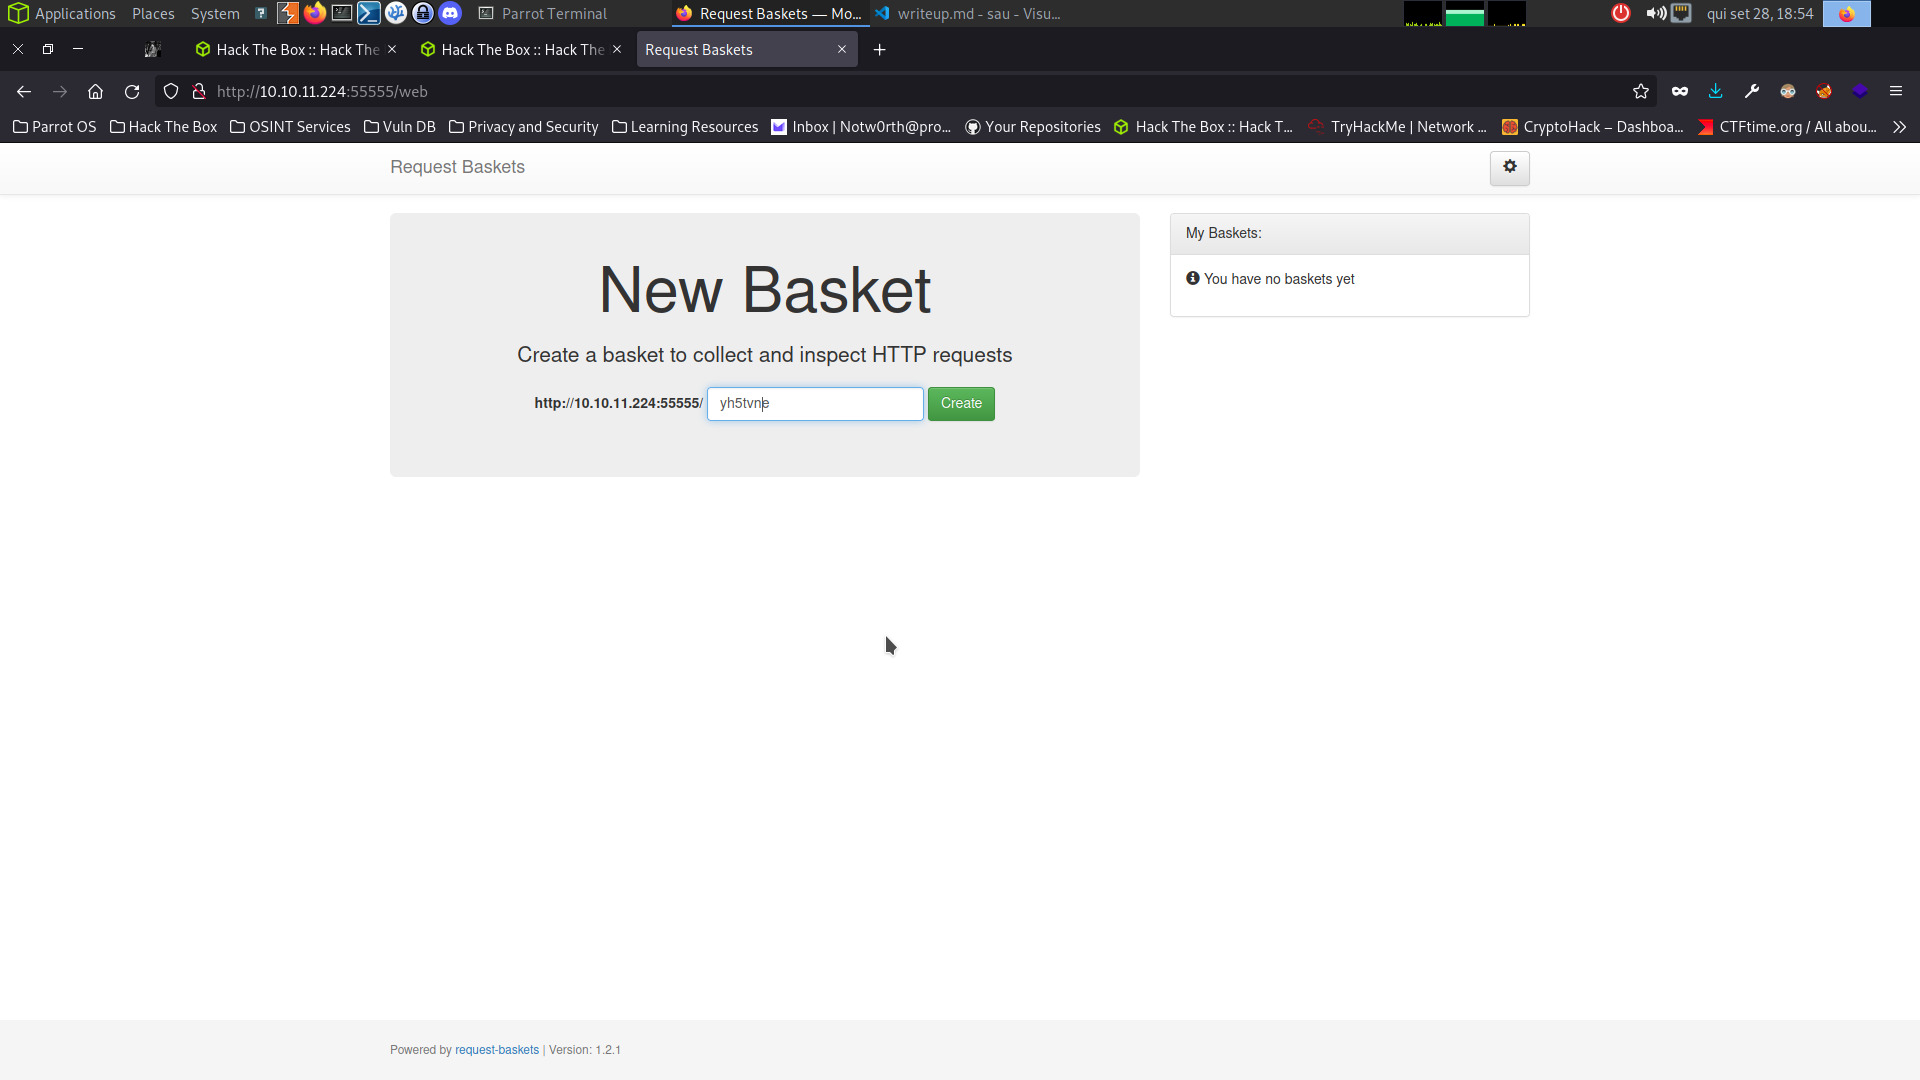 Applications Places System Parrot Terminal Request Baskets — Mo... writeup.md - sau - Visu... qui set 28, 18:54
Hack The Box :: Hack The Hack The Box :: Hack The Request Baskets
http://10.10.11.224:55555/web
Parrot OS Hack The Box OSINT Services Vuln DB Privacy and Security Learning Resources Inbox | Notw0rth@pro... Your Repositories Hack The Box :: Hack T... TryHackMe | Network ... CryptoHack – Dashboa... CTFtime.org / All abou...
Request Baskets
New Basket
Create a basket to collect and inspect HTTP requests
http://10.10.11.224:55555/ yh5tvne Create
My Baskets:
You have no baskets yet
Powered by request-baskets | Version: 1.2.1